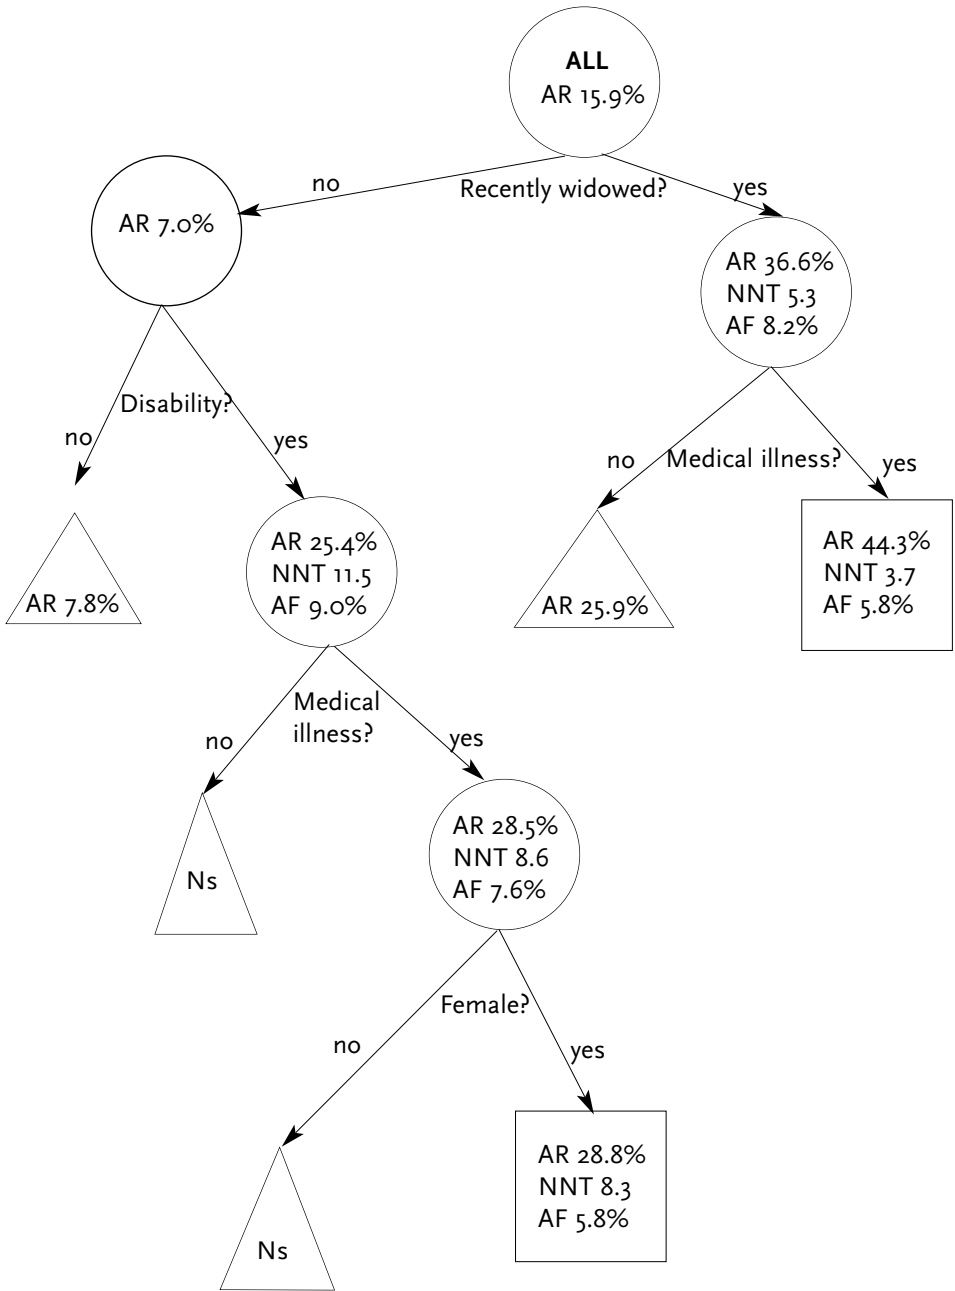 ALL
AR 15.9%
no
Recently widowed?
yes
AR 7.0%
AR 36.6%
NNT 5.3
AF 8.2%
Disability?
no
yes
no
Medical illness?
yes
AR 7.8%
AR 25.4%
NNT 11.5
AF 9.0%
AR 25.9%
AR 44.3%
NNT 3.7
AF 5.8%
Medical
illness?
no
yes
Ns
AR 28.5%
NNT 8.6
AF 7.6%
Female?
no
yes
Ns
AR 28.8%
NNT 8.3
AF 5.8%